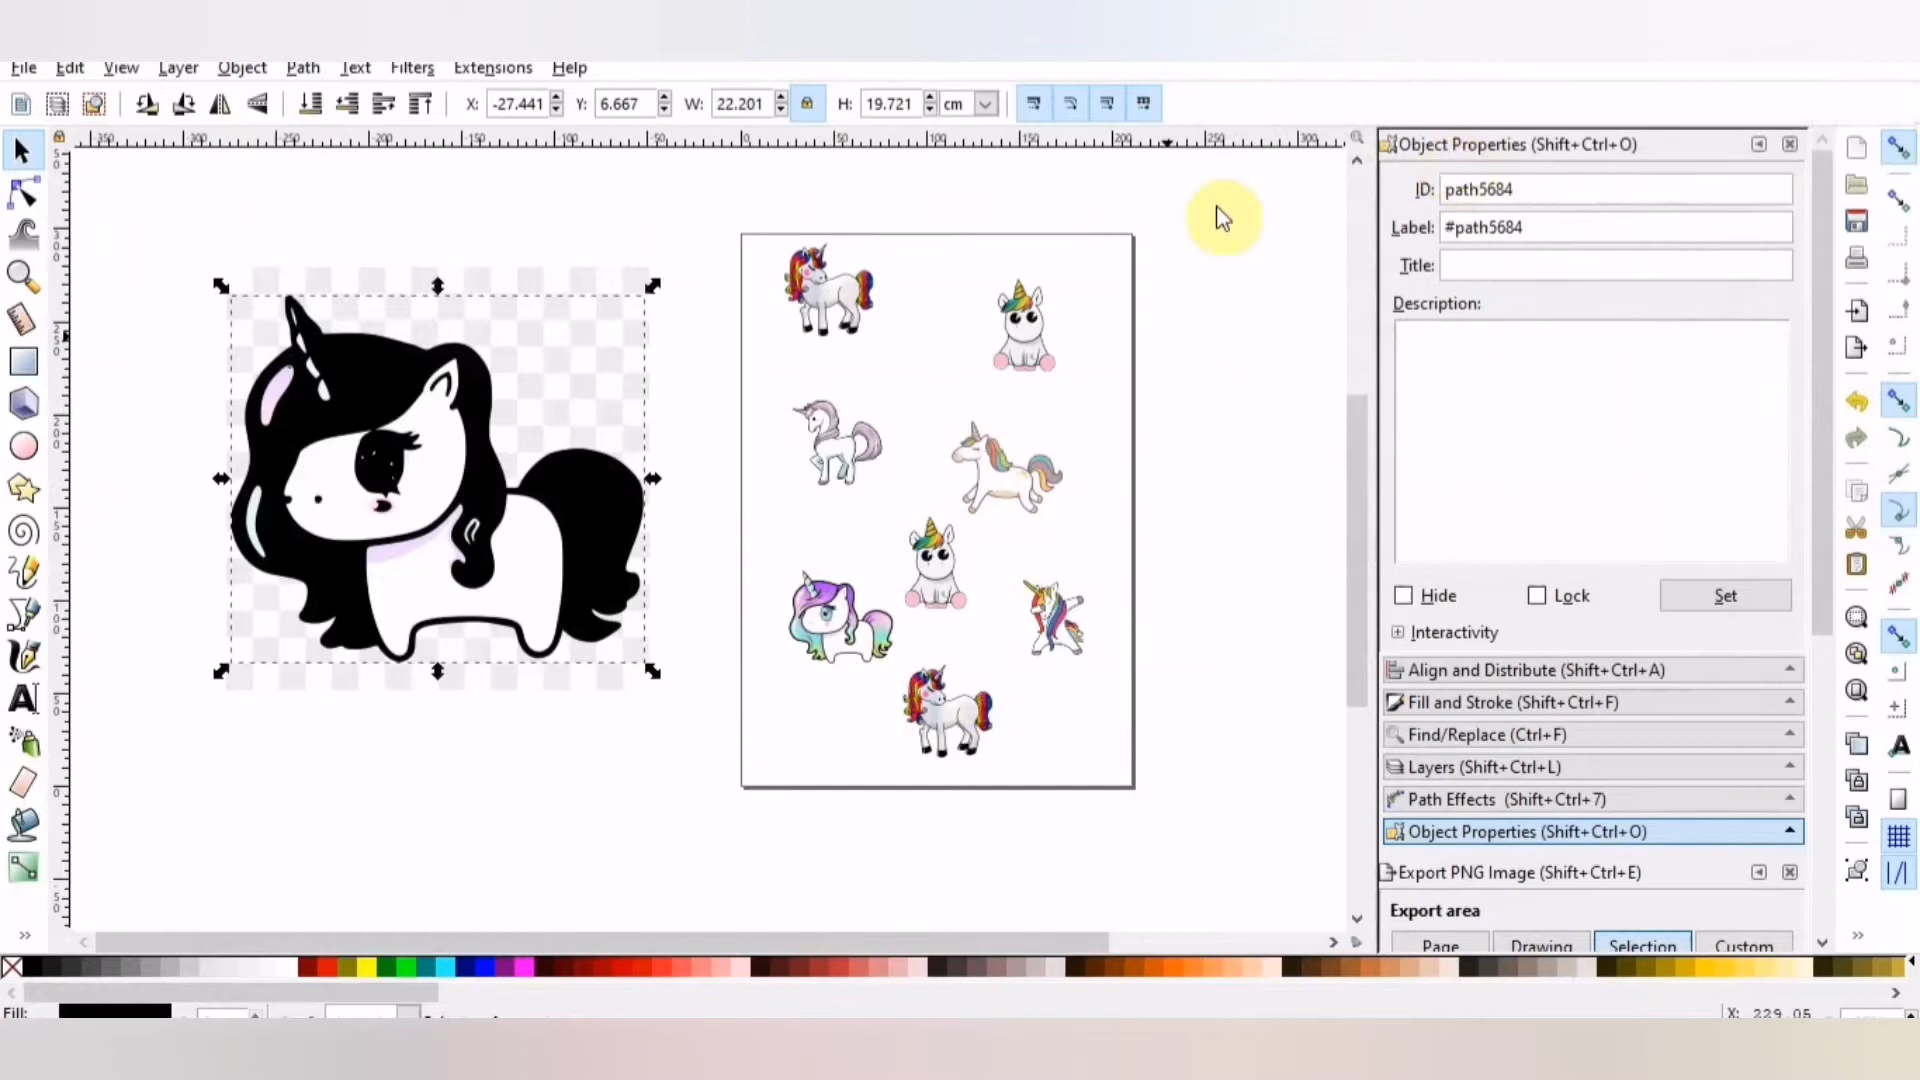 File Edit View Layer Object Path Text Filters Extensions Help
X: -27.441 Y: 6.667 W: 22.201 H: 19.721 cm
Object Properties (Shift+Ctrl+O)
ID: path5684
Label: #path5684
Title:
Description:
Hide Lock Set
Interactivity
Align and Distribute (Shift+Ctrl+A)
Fill and Stroke (Shift+Ctrl+F)
Find/Replace (Ctrl+F)
Layers (Shift+Ctrl+L)
Path Effects (Shift+Ctrl+7)
Object Properties (Shift+Ctrl+O)
Export PNG Image (Shift+Ctrl+E)
Export area
Page Drawing Selection Custom
Fill:
X: 229.05